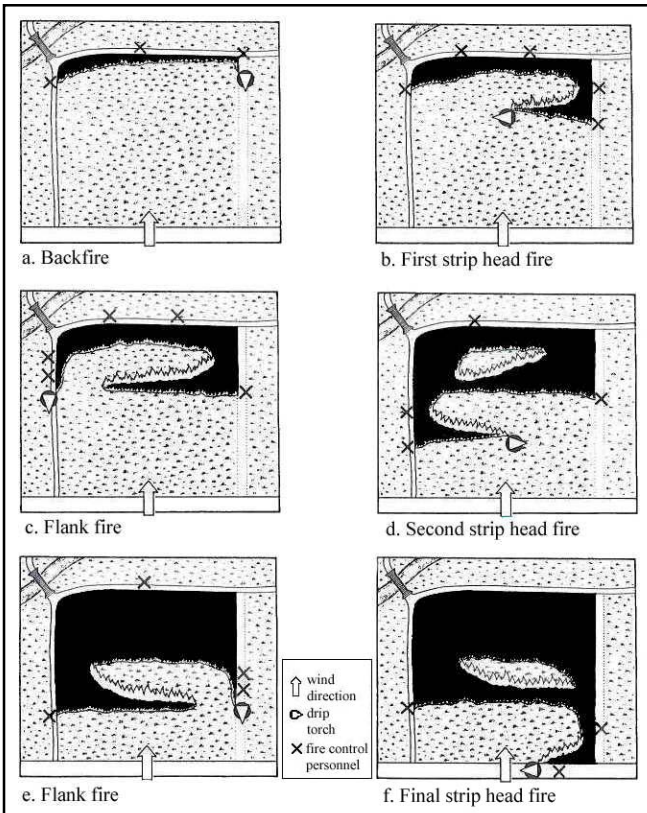 a. Backfire
b. First strip head fire
c. Flank fire
d. Second strip head fire
e. Flank fire
wind
direction
drip
torch
fire control
personnel
f. Final strip head fire